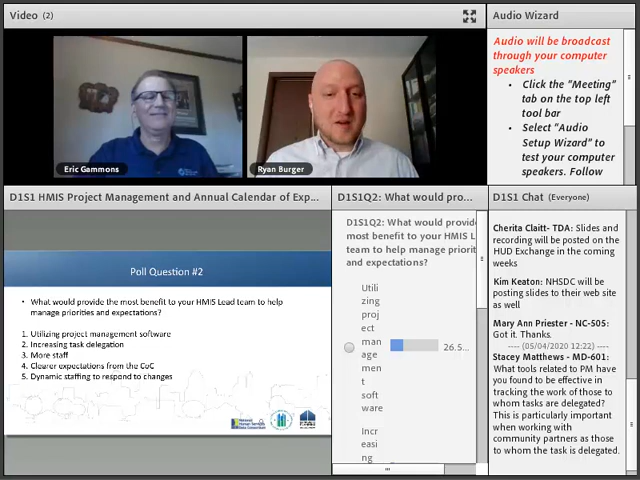 Video (2)
Eric Gammons
Ryan Burger
Audio Wizard
Audio will be broadcast
through your computer
speakers
• Click the "Meeting"
tab on the top left
tool bar
• Select "Audio
Setup Wizard" to
test your computer
speakers. Follow
D1S1 HMIS Project Management and Annual Calendar of Exp...
Poll Question #2
• What would provide the most benefit to your HMIS Lead team to help
manage priorities and expectations?
1. Utilizing project management software
2. Increasing task delegation
3. More staff
4. Clearer expectations from the CoC
5. Dynamic staffing to respond to changes
D1S1Q2: What would pro...
D1S1Q2: What would provide
most benefit to your HMIS L
team to help manage priorit
and expectations?
Utili
zing
proj
ect
man
age
men
t
soft
ware
26.5...
Incr
easi
ng
D1S1 Chat (Everyone)
Cherita Claitt- TDA: Slides and
recording will be posted on the
HUD Exchange in the coming
weeks
Kim Keaton: NHSDC will be
posting slides to their web site
as well
Mary Ann Priester - NC-505:
Got it. Thanks.
---- (05/04/2020 12:22) ----
Stacey Matthews - MD-601:
What tools related to PM have
you found to be effective in
tracking the work of those to
whom tasks are delegated?
This is particularly important
when working with
community partners as those
to whom the task is delegated.